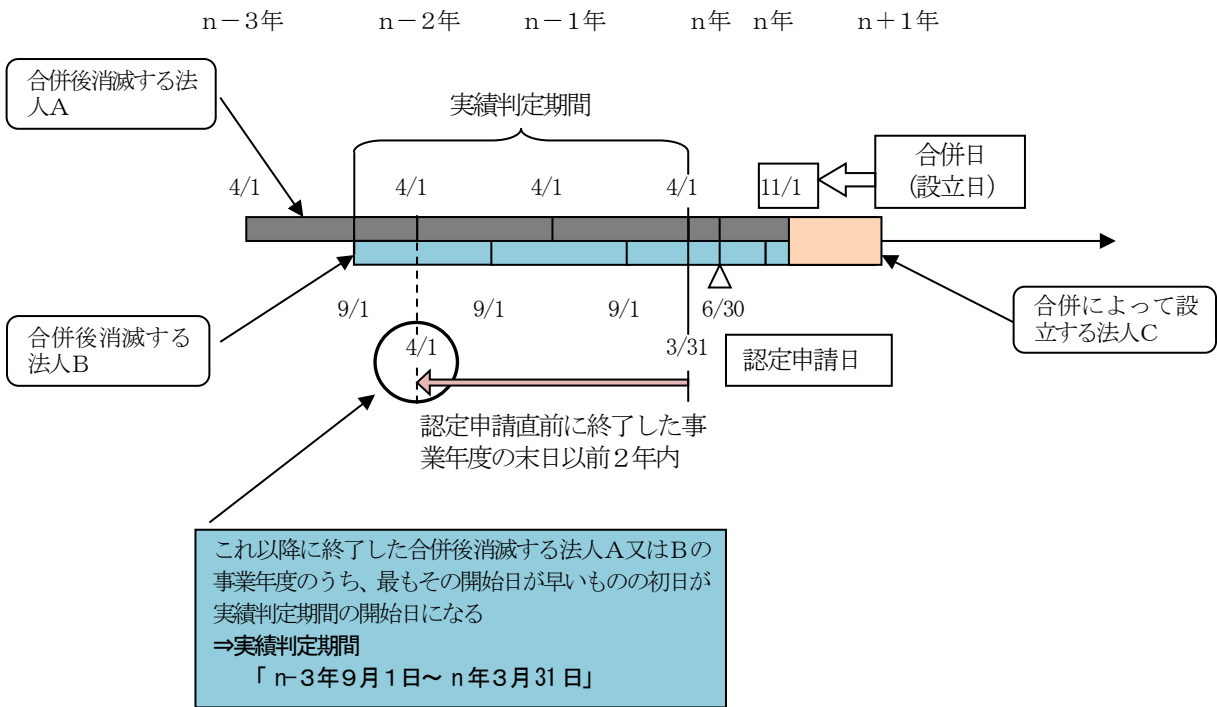 n－3年 n－2年 n－1年 n年 n年 n＋1年
合併後消滅する法
人A
実績判定期間
合併日
（設立日）
4/1 4/1 4/1 4/1 11/1
9/1 9/1 9/1 6/30
合併後消滅する
法人B
合併によって設
立する法人C
4/1 3/31
認定申請日
認定申請直前に終了した事
業年度の末日以前２年内
これ以降に終了した合併後消滅する法人A又はBの
事業年度のうち、最もその開始日が早いものの初日が
実績判定期間の開始日になる
⇒実績判定期間
「 n-3年９月１日～ n 年３月 31 日」